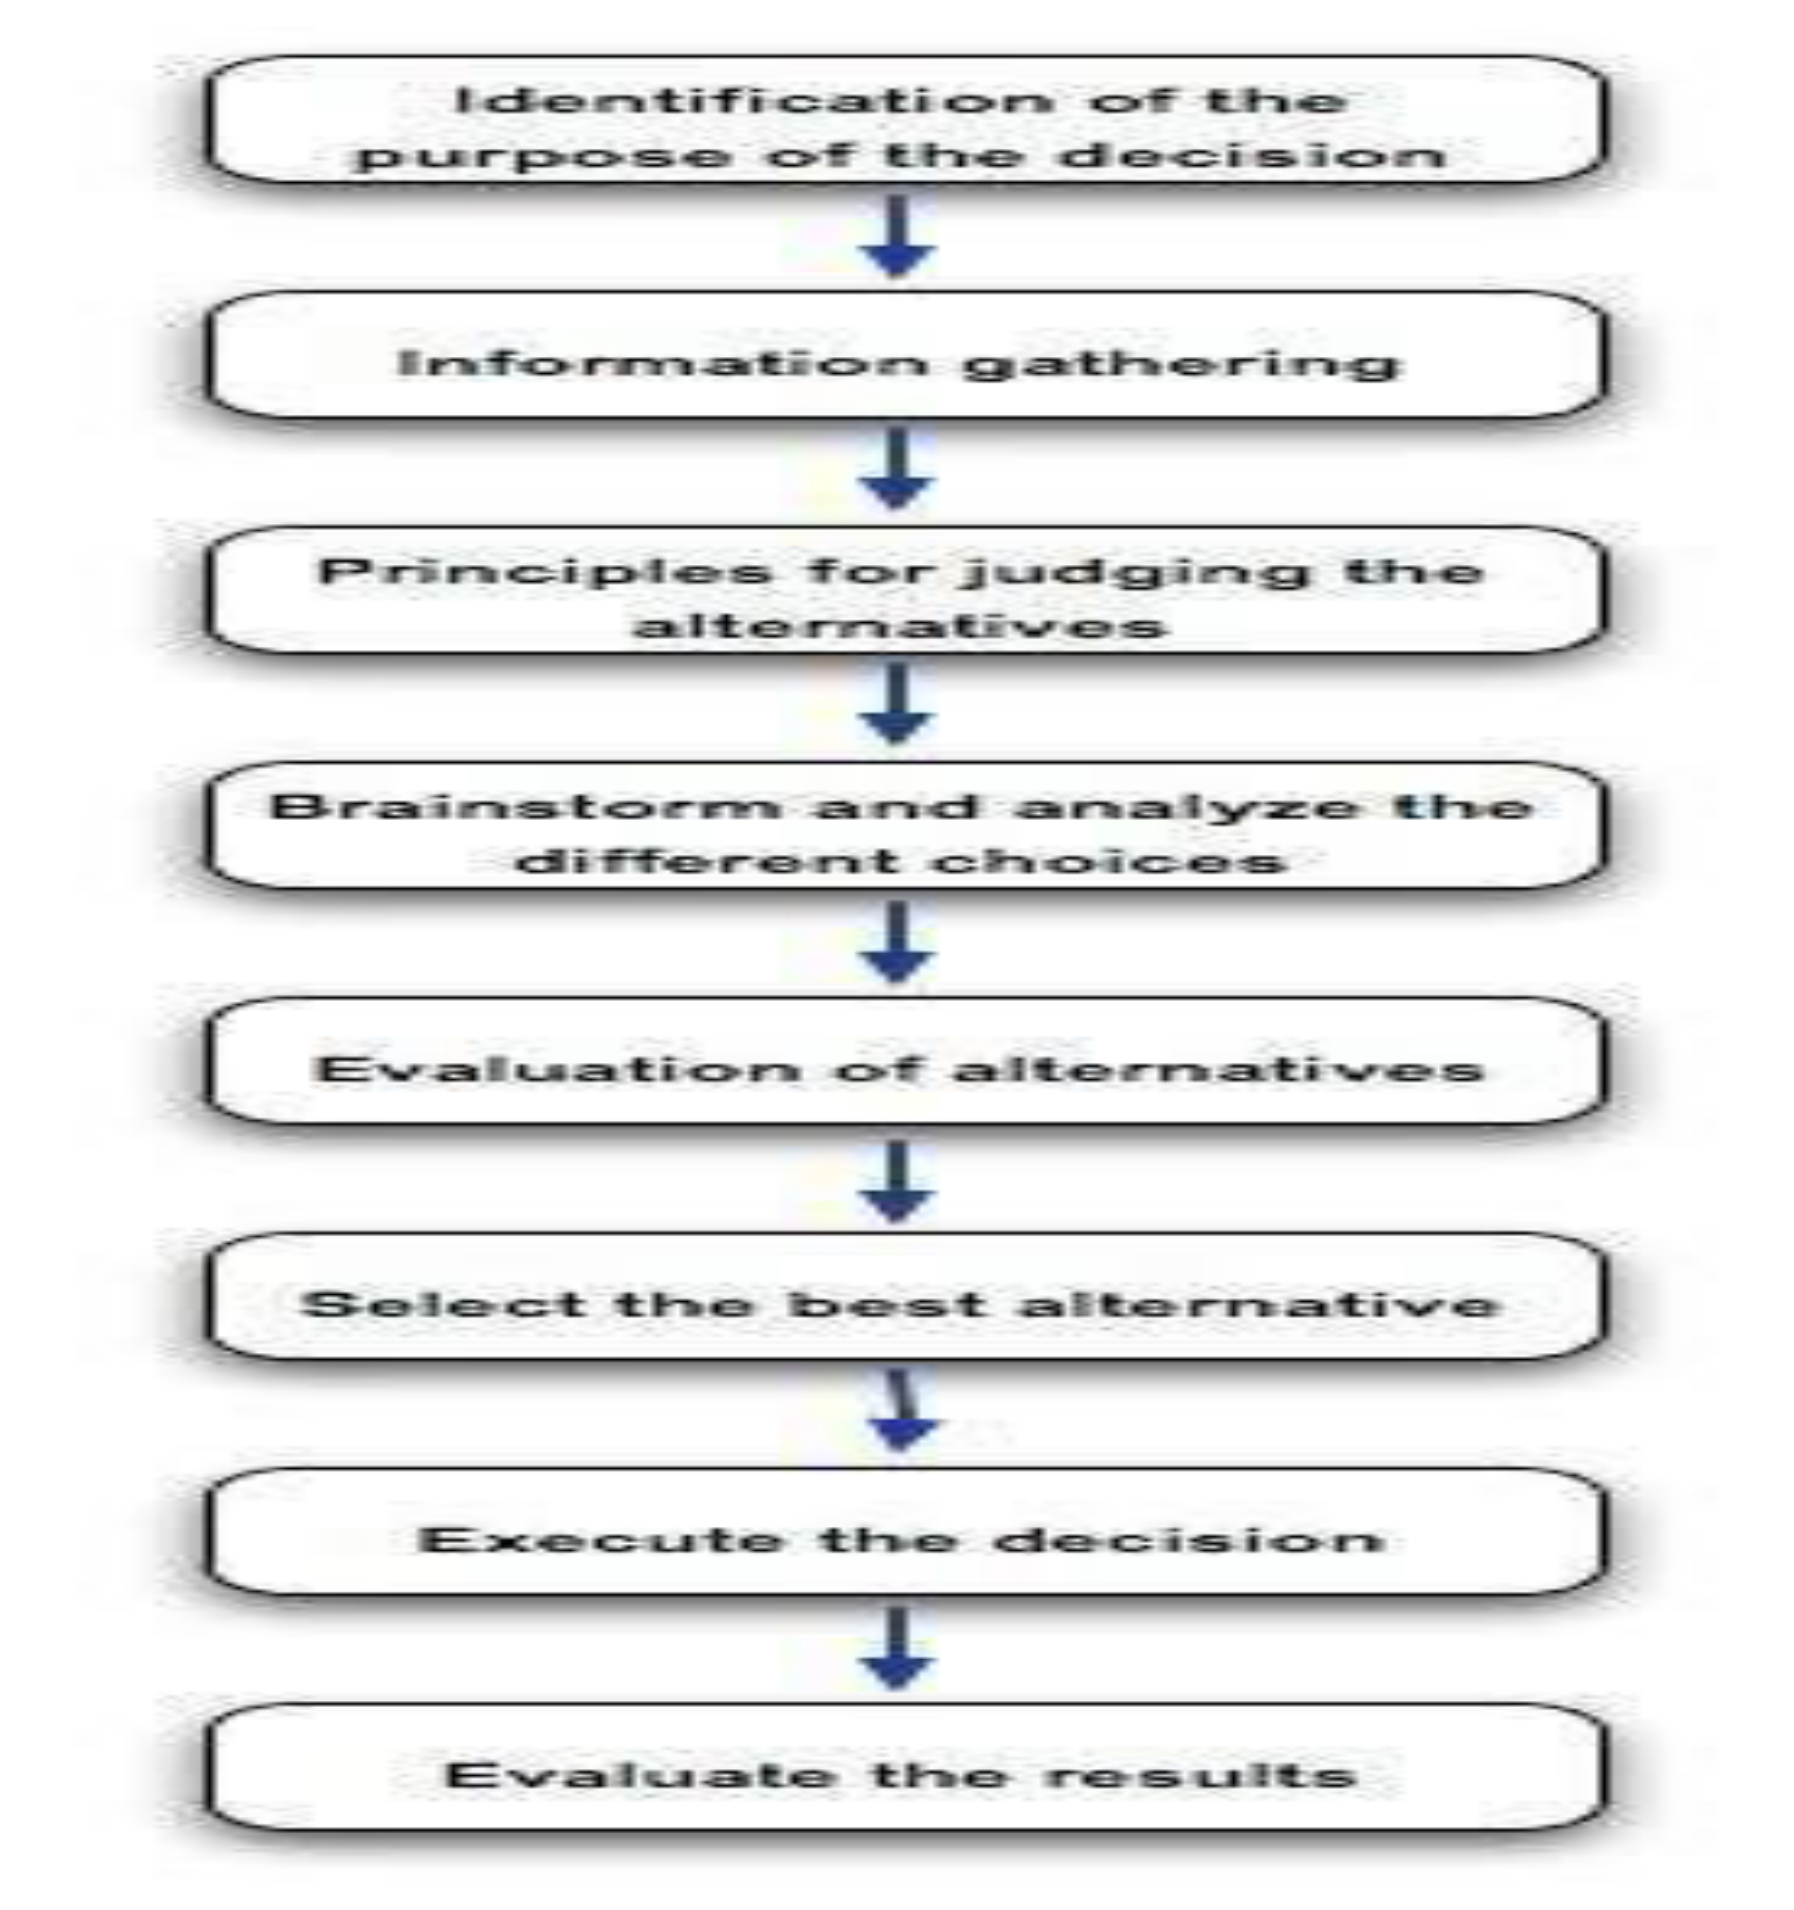 Identification of the
purpose of the decision
Information gathering
Principles for judging the
alternatives
Brainstorm and analyze the
different choices
Evaluation of alternatives
Select the best alternative
Execute the decision
Evaluate the results